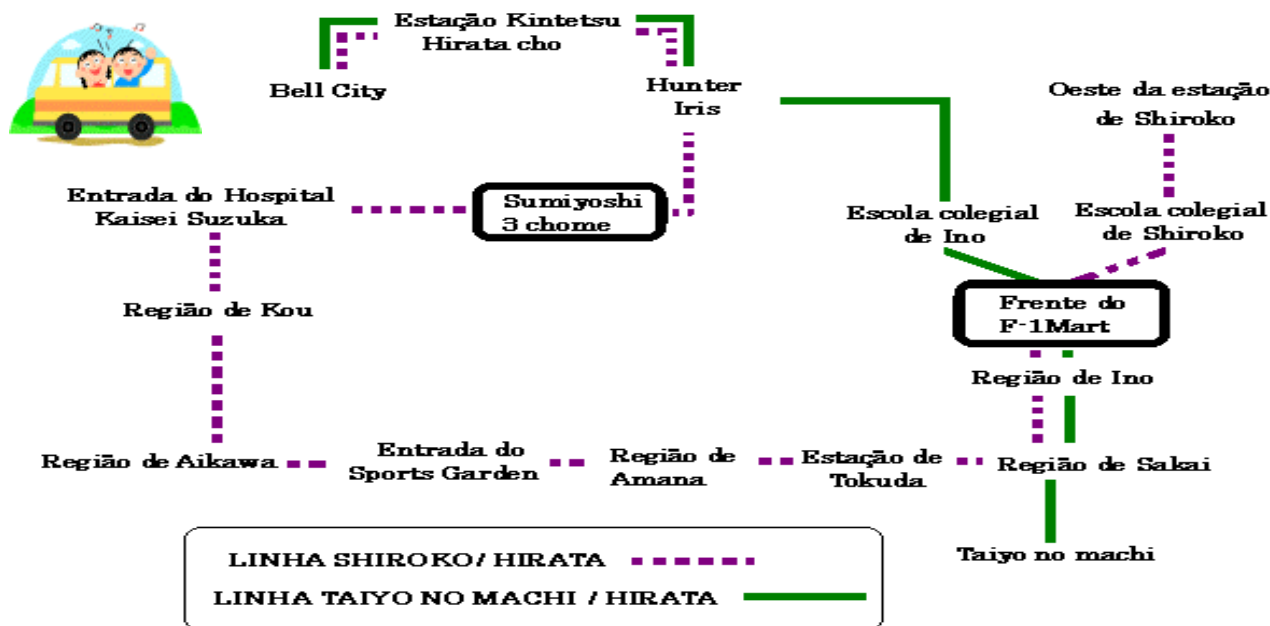 Estação Kintetsu
Hirata cho
Bell City
Hunter
Iris
Oeste da estação
de Shiroko
Entrada do Hospital
Kaisei Suzuka
Sumiyoshi
3 chome
Escola colegial
de Ino
Escola colegial
de Shiroko
Região de Kou
Frente do
F-1Mart
Região de Ino
Região de Aikawa
Entrada do
Sports Garden
Região de
Amana
Estação de
Tokuda
Região de Sakai
Taiyo no machi
LINHA SHIROKO/ HIRATA
LINHA TAIYO NO MACHI / HIRATA